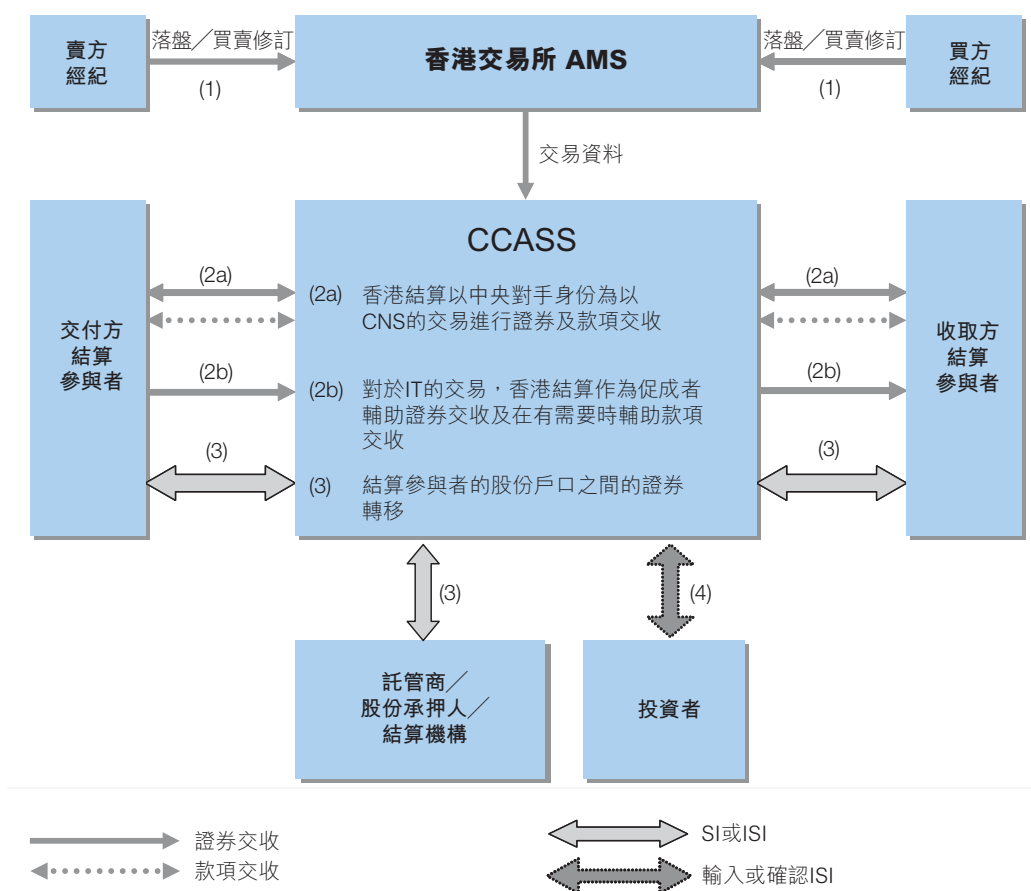 賣方
經紀
落盤╱買賣修訂
(1)
香港交易所 AMS
落盤╱買賣修訂
(1)
買方
經紀
交易資料
交付方
結算
參與者
(2a)
(2b)
(3)
CCASS
(2a) 香港結算以中央對手身份為以
CNS的交易進行證券及款項交收
(2b) 對於IT的交易，香港結算作為促成者
輔助證券交收及在有需要時輔助款項
交收
(3) 結算參與者的股份戶口之間的證券
轉移
(2a)
(2b)
(3)
收取方
結算
參與者
(3)
(4)
託管商╱
股份承押人╱
結算機構
投資者
證券交收
款項交收
SI或ISI
輸入或確認ISI